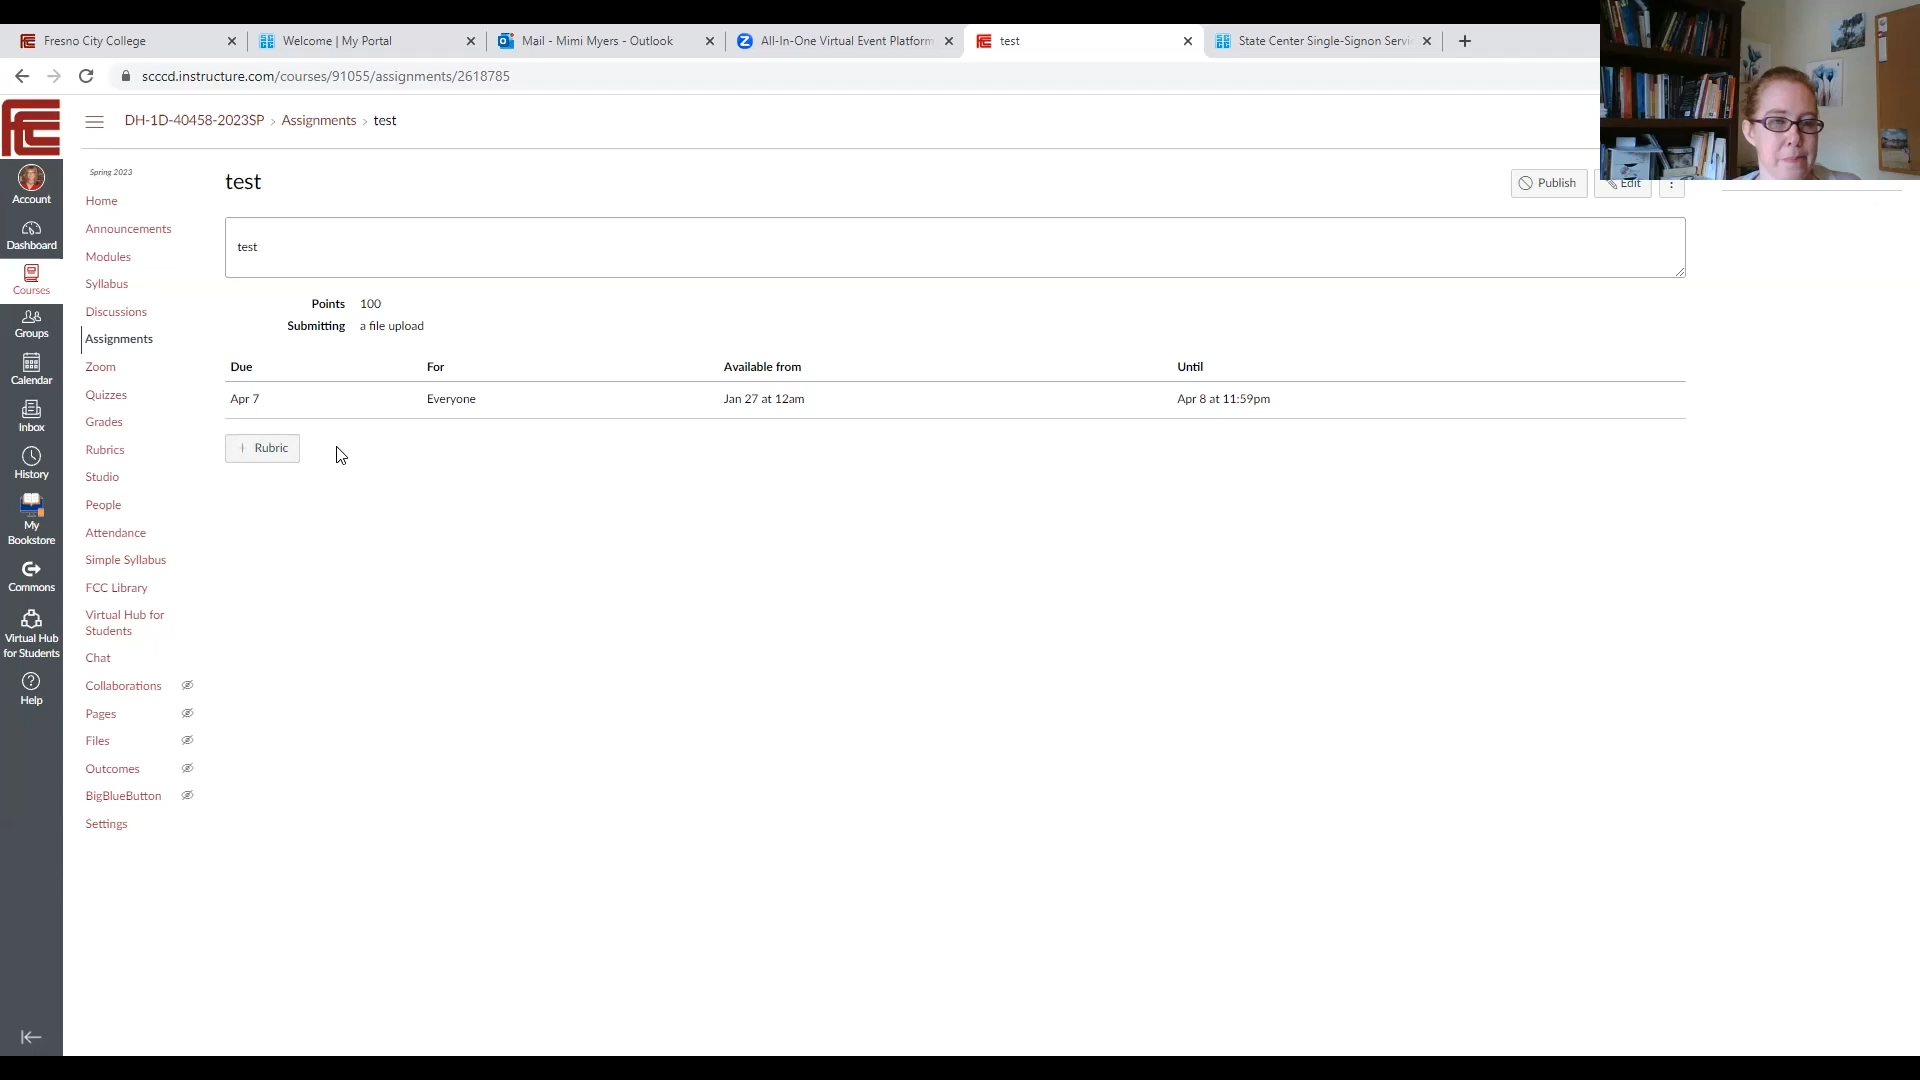 Fresno City College
Welcome | My Portal
Mail - Mimi Myers - Outlook
All-In-One Virtual Event Platform
test
State Center Single-Signon Servi
scccd.instructure.com/courses/91055/assignments/2618785
DH-1D-40458-2023SP › Assignments › test
Account
Dashboard
Courses
Groups
Calendar
Inbox
History
My
Bookstore
Commons
Virtual Hub
for Students
Help
Spring 2023
Home
Announcements
Modules
Syllabus
Discussions
Assignments
Zoom
Quizzes
Grades
Rubrics
Studio
People
Attendance
Simple Syllabus
FCC Library
Virtual Hub for
Students
Chat
Collaborations
Pages
Files
Outcomes
BigBlueButton
Settings
test
Publish
Edit
test
Points 100
Submitting a file upload
Due For Available from Until
Apr 7 Everyone Jan 27 at 12am Apr 8 at 11:59pm
+ Rubric